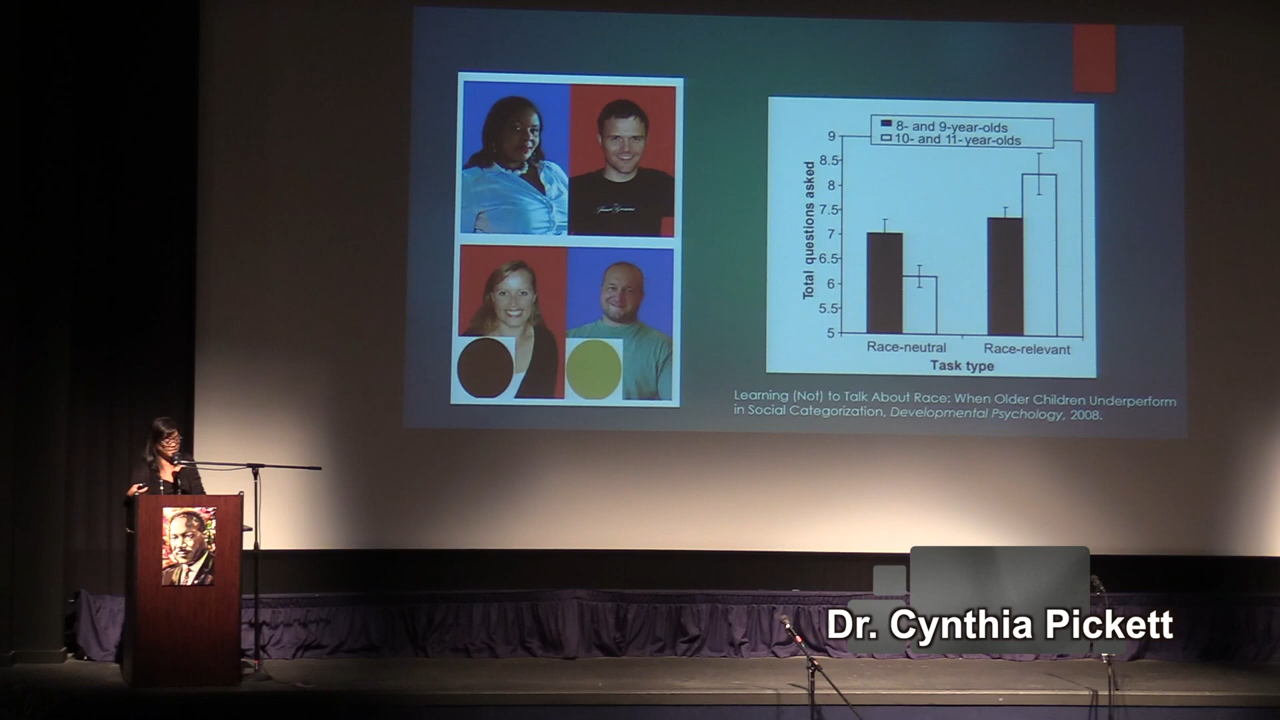 8- and 9-year-olds
10- and 11-year-olds
Total questions asked
9
8.5
8
7.5
7
6.5
6
5.5
5
Race-neutral
Race-relevant
Task type
Learning (Not) to Talk About Race: When Older Children Underperform
in Social Categorization, Developmental Psychology, 2008.
Dr. Cynthia Pickett